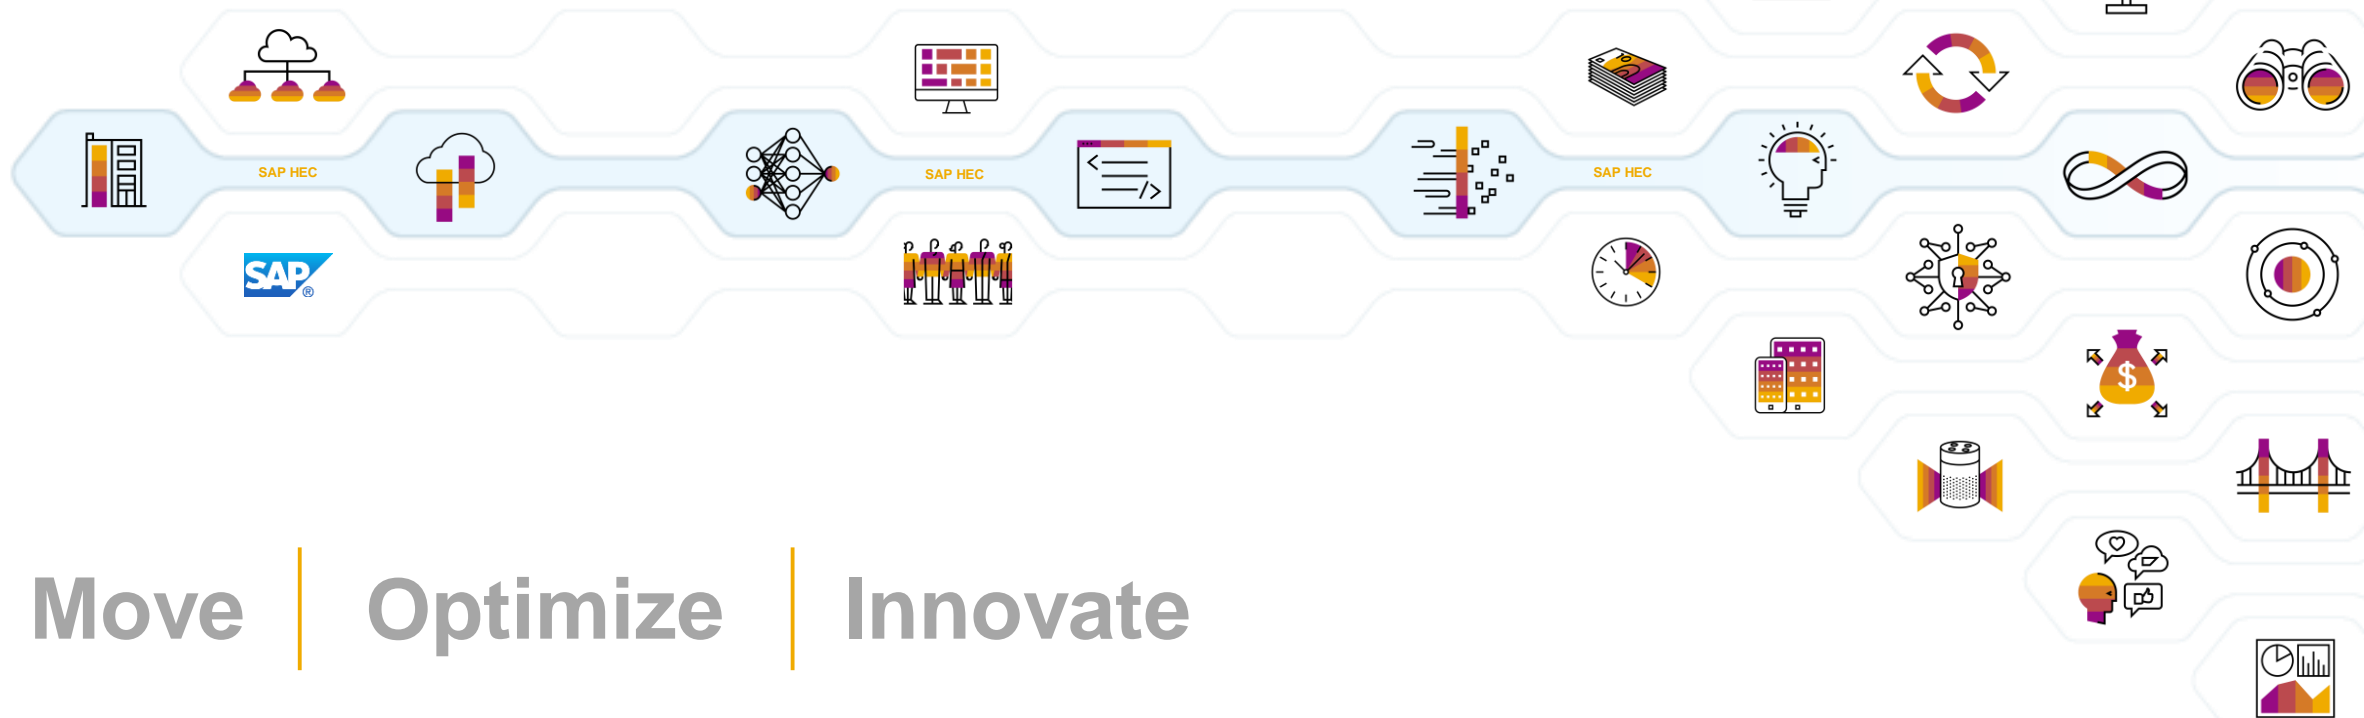 SAP HEC
SAP HEC
SAP HEC
SAP®
Move
Optimize
Innovate